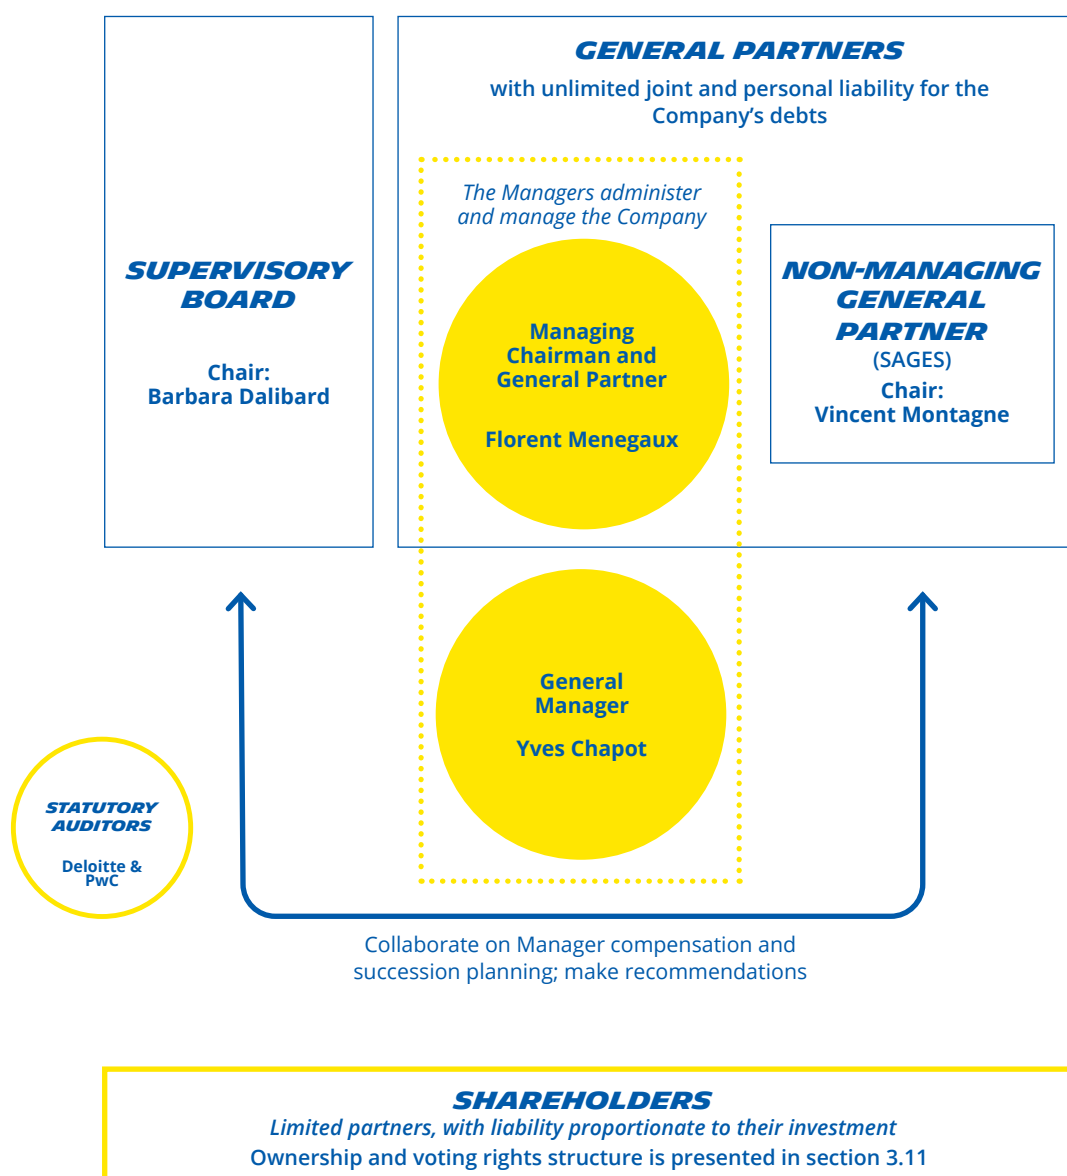 GENERAL PARTNERS
with unlimited joint and personal liability for the
Company's debts
The Managers administer
and manage the Company
SUPERVISORY
BOARD
Chair:
Barbara Dalibard
Managing
Chairman and
General Partner
Florent Menegaux
NON-MANAGING
GENERAL
PARTNER
(SAGES)
Chair:
Vincent Montagne
General
Manager
Yves Chapot
STATUTORY
AUDITORS
Deloitte &
PwC
Collaborate on Manager compensation and
succession planning; make recommendations
SHAREHOLDERS
Limited partners, with liability proportionate to their investment
Ownership and voting rights structure is presented in section 3.11